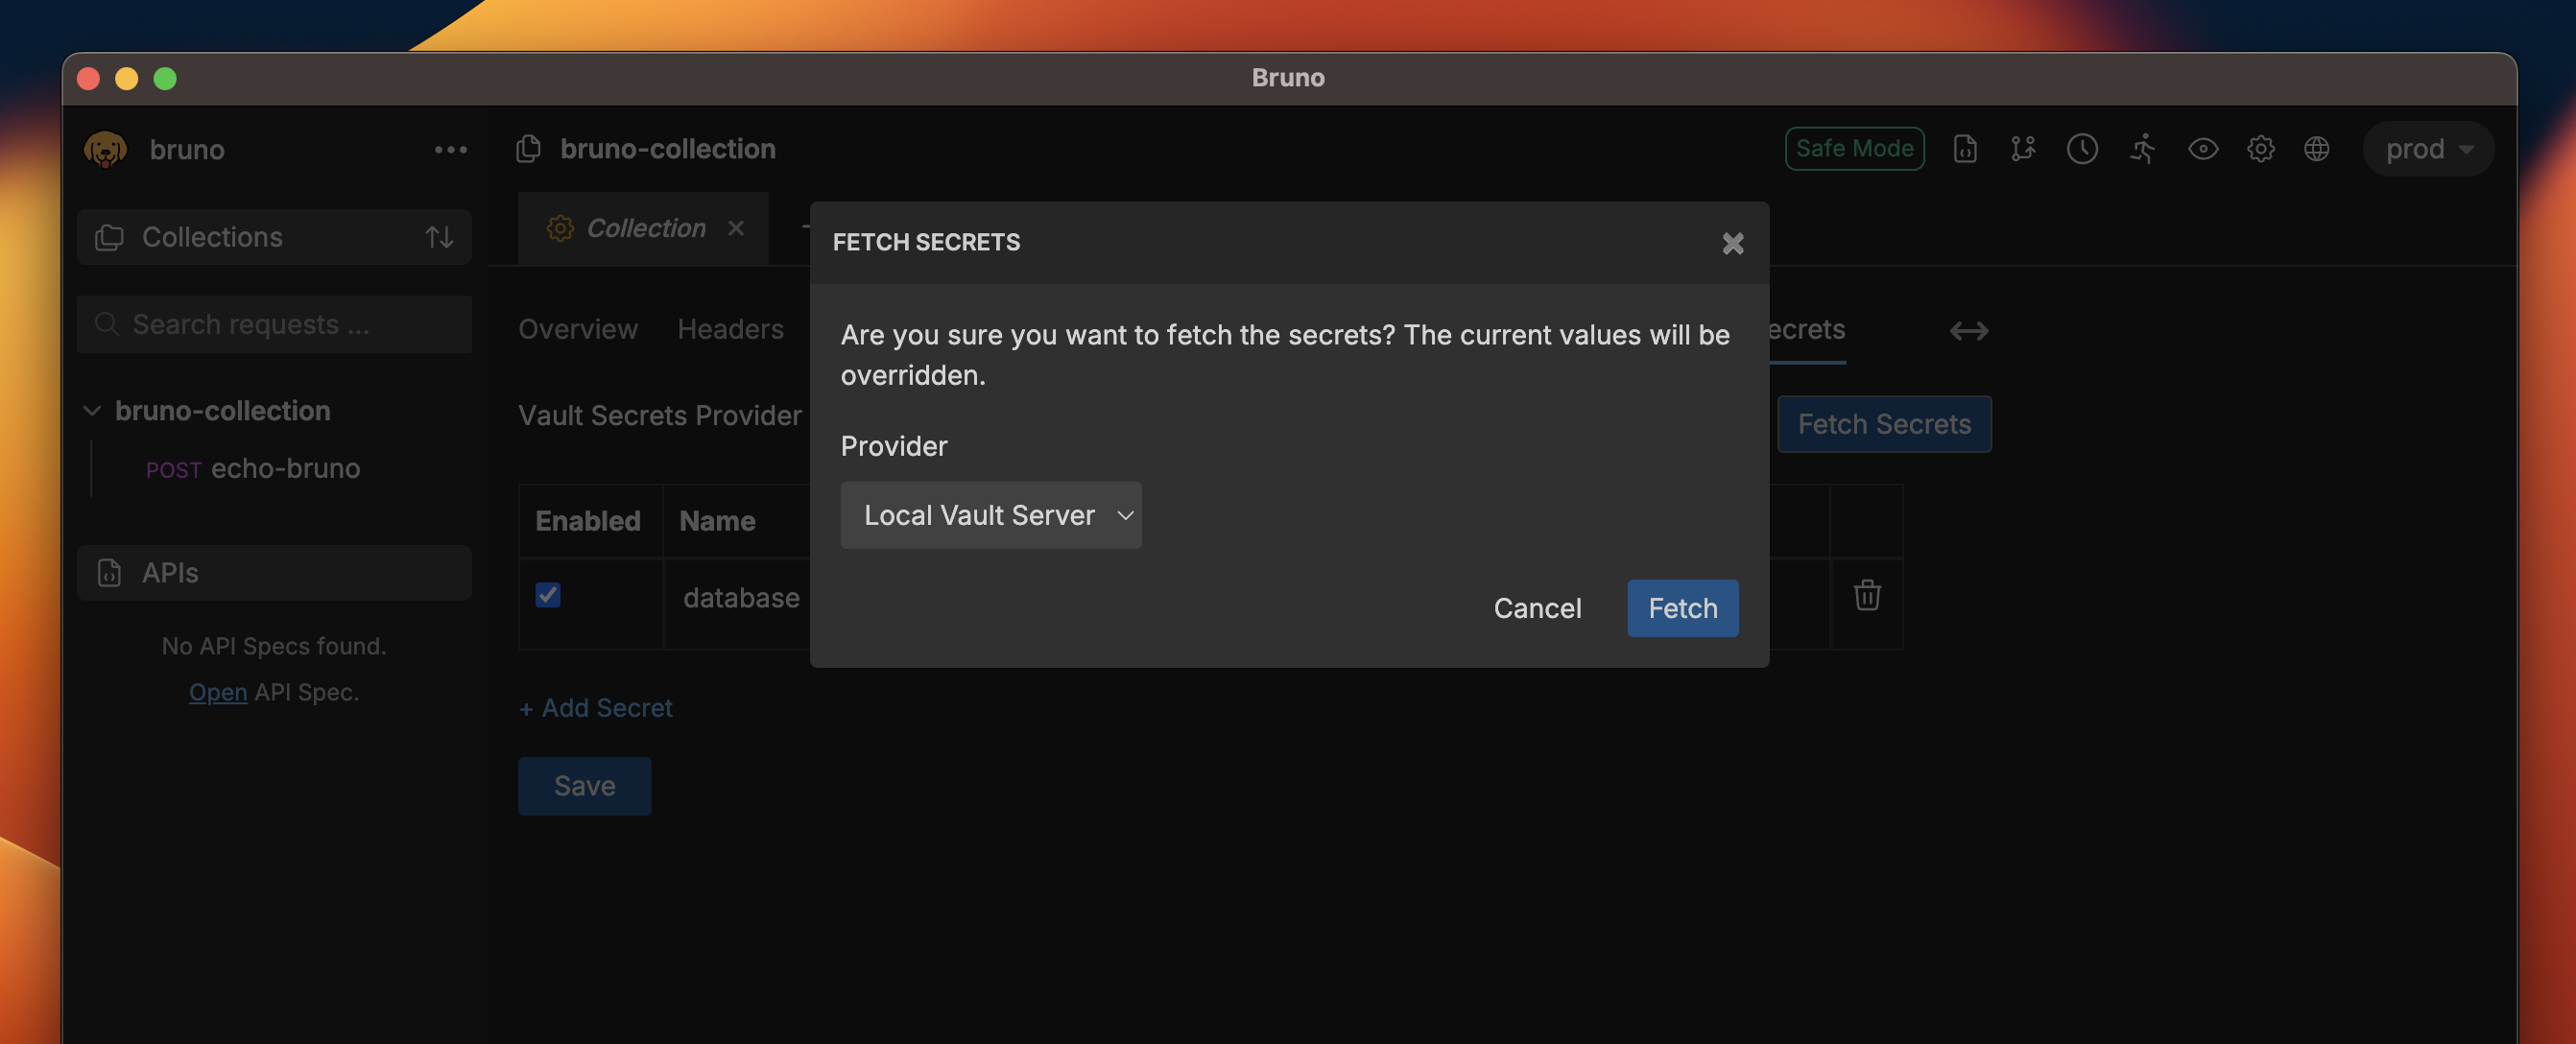 Bruno
bruno
bruno-collection
Safe Mode
prod
Collections
Collection
FETCH SECRETS
Search requests ...
Overview
Headers
Are you sure you want to fetch the secrets? The current values will be
overridden.
bruno-collection
Vault Secrets Provider
Fetch Secrets
Provider
POST echo-bruno
Local Vault Server
Enabled
Name
APIs
database
Cancel
Fetch
No API Specs found.
Open API Spec.
+ Add Secret
Save